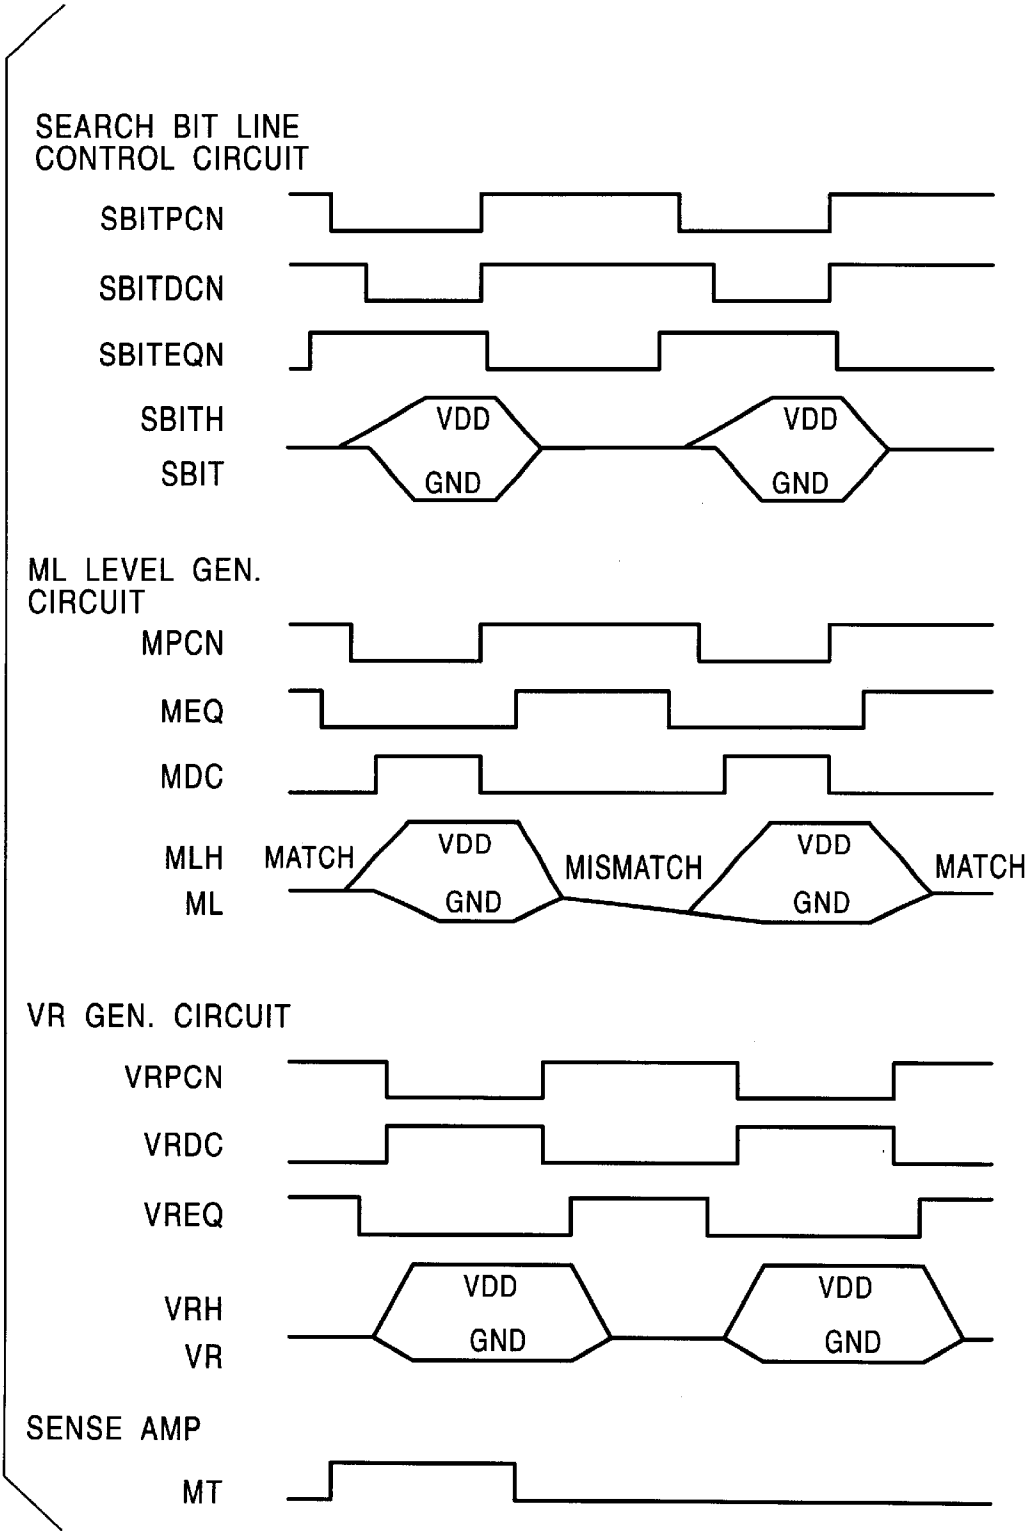 SEARCH BIT LINE
CONTROL CIRCUIT
SBITPCN
SBITDCN
SBITEQN
SBITH
VDD
VDD
SBIT
GND
GND
ML LEVEL GEN.
CIRCUIT
MPCN
MEQ
MDC
MLH
MATCH
VDD
MISMATCH
VDD
MATCH
ML
GND
GND
VR GEN. CIRCUIT
VRPCN
VRDC
VREQ
VRH
VDD
VDD
VR
GND
GND
SENSE AMP
MT